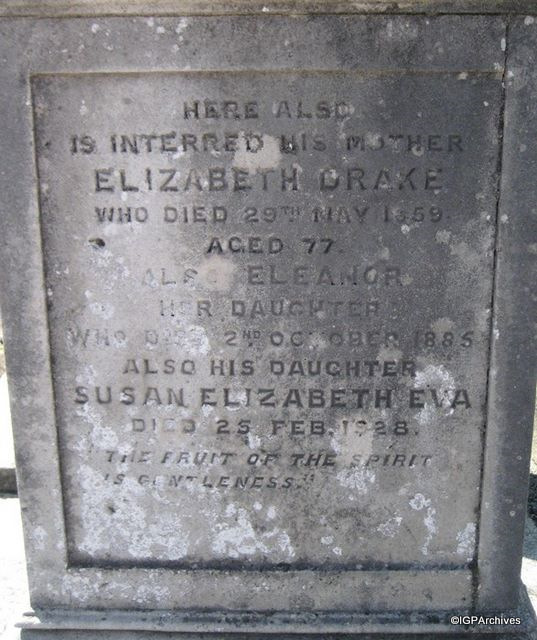 HERE ALSO
IS INTERRED HIS MOTHER
ELIZABETH DRAKE
WHO DIED 29TH MAY 1859.
AGED 77.
ALSO ELEANOR
HER DAUGHTER
WHO DIED 2ND OCTOBER 1885
ALSO HIS DAUGHTER
SUSAN ELIZABETH EVA
DIED 25 FEB. 1928.
"THE FRUIT OF THE SPIRIT
IS GENTLENESS."
©IGPArchives